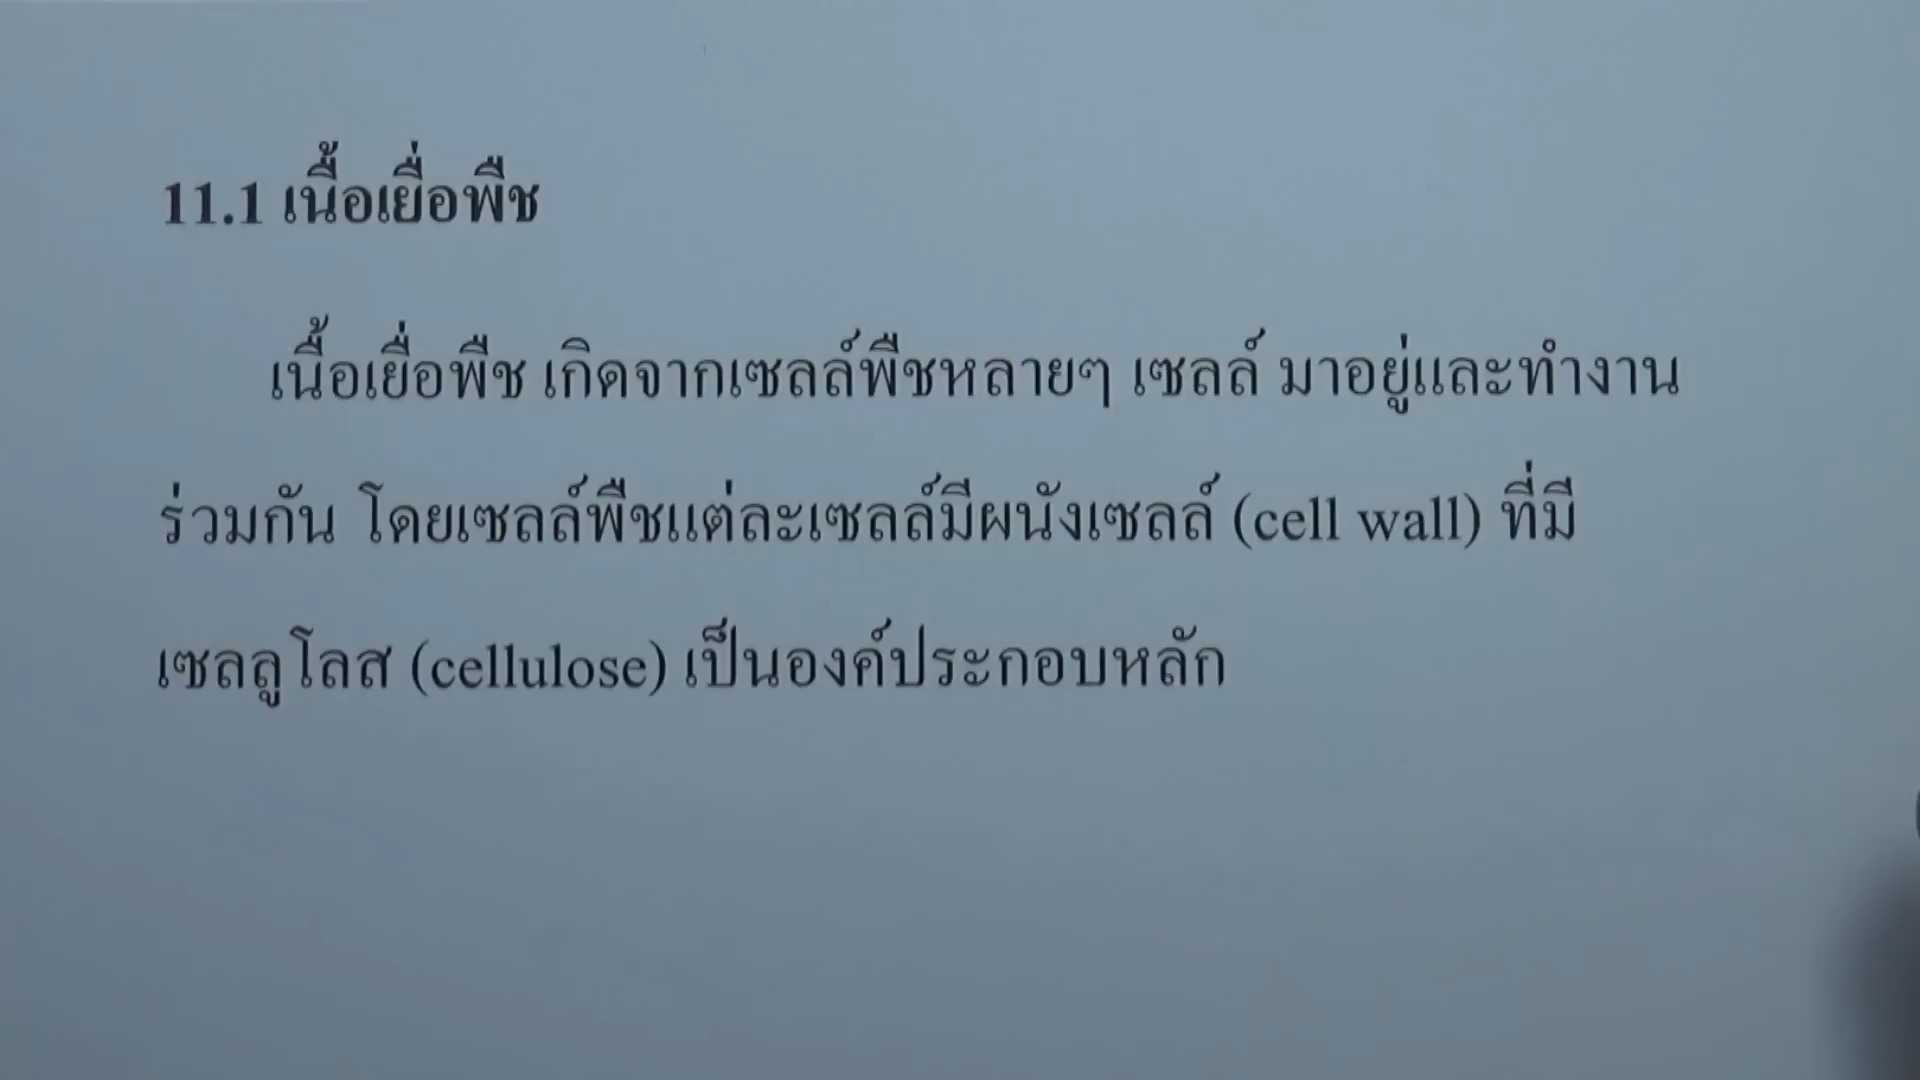 11.1 เนื้อเยื่อพืช
เนื้อเยื่อพืช เกิดจากเซลล์พืชหลายๆ เซลล์ มาอยู่และทำงาน
ร่วมกัน โดยเซลล์พืชแต่ละเซลล์มีผนังเซลล์ (cell wall) ที่มี
เซลลูโลส (cellulose) เป็นองค์ประกอบหลัก